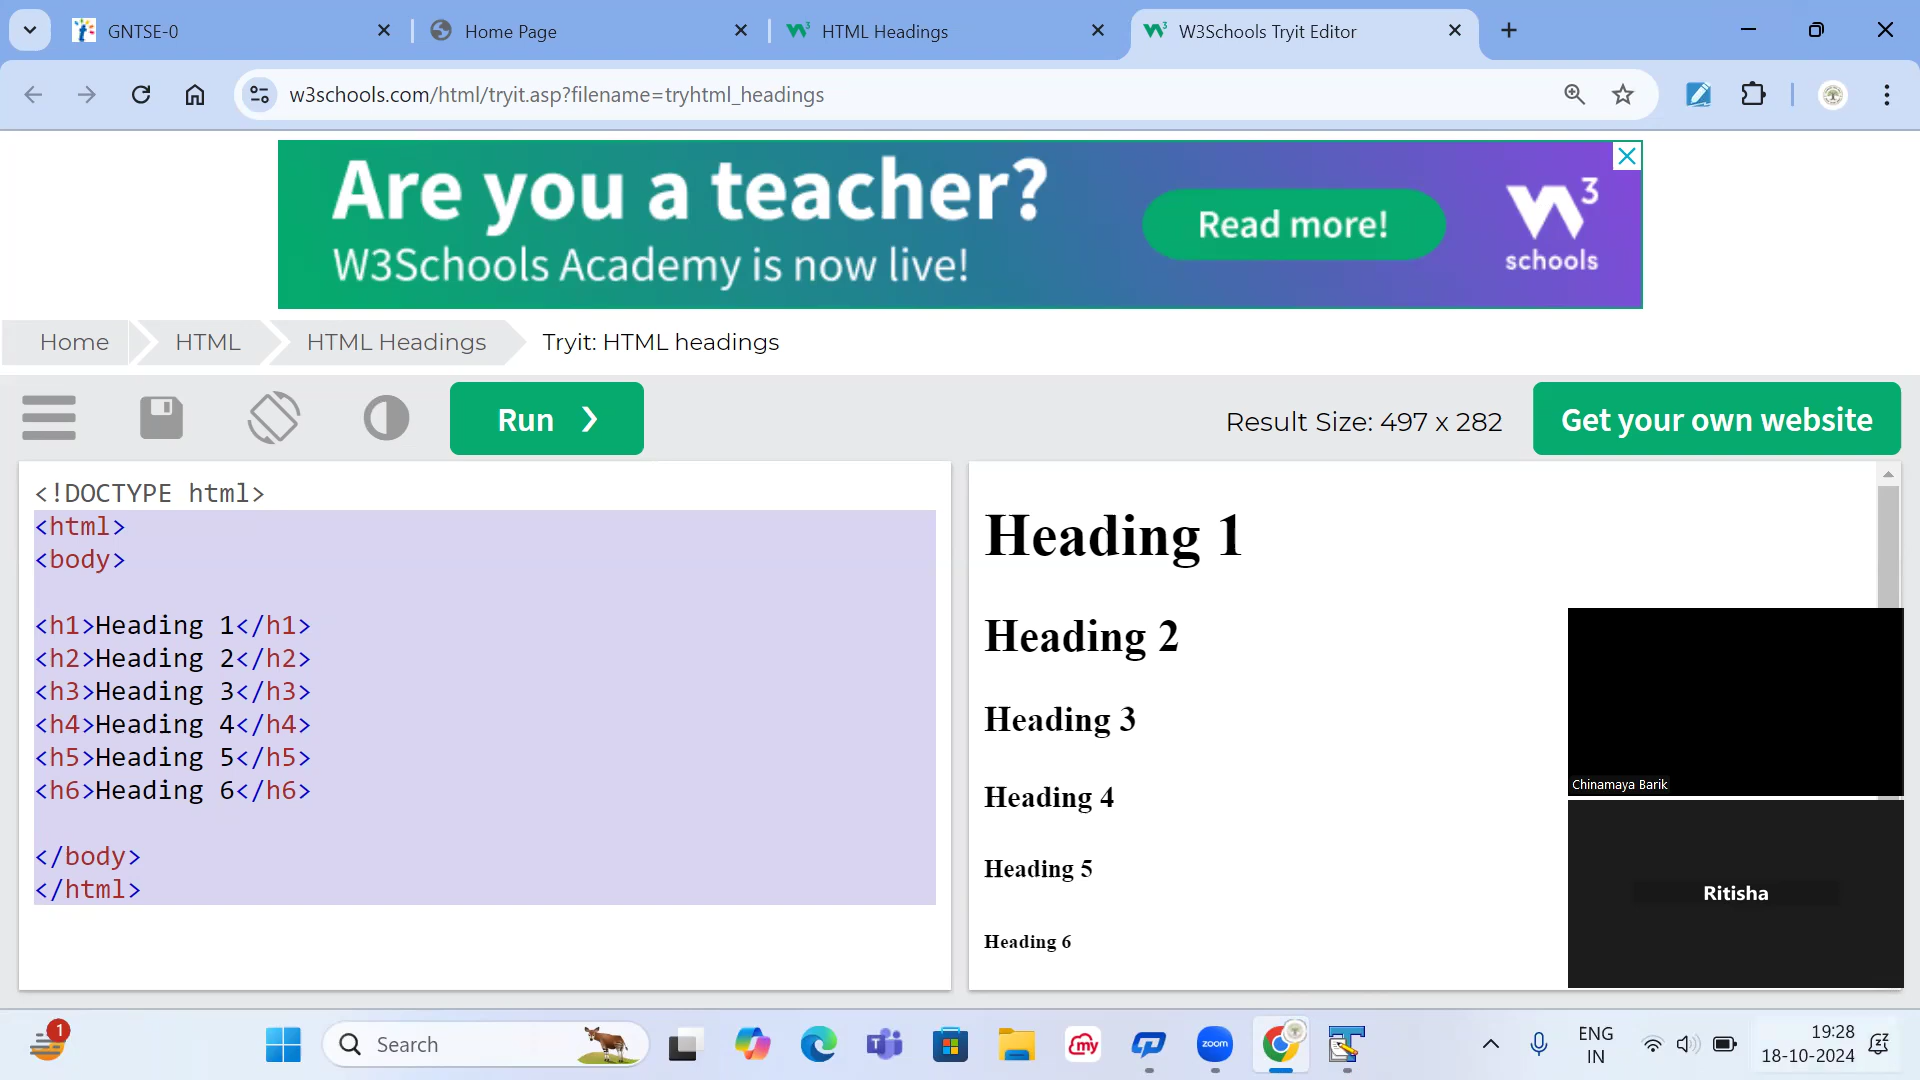 GNTSE-0
Home Page
HTML Headings
W3Schools Tryit Editor
w3schools.com/html/tryit.asp?filename=tryhtml_headings
Are you a teacher?
W3Schools Academy is now live!
Read more!
W3
schools
Home
HTML
HTML Headings
Tryit: HTML headings
Run ❯
Result Size: 497 x 282
Get your own website
<!DOCTYPE html>
<html>
<body>
<h1>Heading 1</h1>
<h2>Heading 2</h2>
<h3>Heading 3</h3>
<h4>Heading 4</h4>
<h5>Heading 5</h5>
<h6>Heading 6</h6>
</body>
</html>
Heading 1
Heading 2
Heading 3
Heading 4
Heading 5
Heading 6
Chinamaya Barik
Ritisha
1
Search
my
zoom
ENG
IN
19:28
18-10-2024